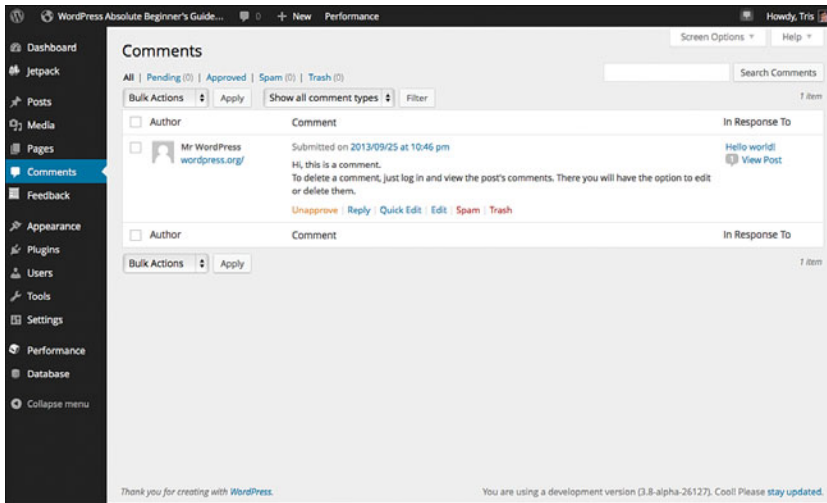 WordPress Absolute Beginner's Guide... 0 + New Performance Howdy, Tris
Dashboard
Jetpack
Posts
Media
Pages
Comments
Feedback
Appearance
Plugins
Users
Tools
Settings
Performance
Database
Collapse menu
Screen Options Help
Comments
All | Pending (0) | Approved | Spam (0) | Trash (0)
Search Comments
Bulk Actions Apply Show all comment types Filter 1 item
Author Comment In Response To
Mr WordPress
wordpress.org/
Submitted on 2013/09/25 at 10:46 pm
Hi, this is a comment.
To delete a comment, just log in and view the post's comments. There you will have the option to edit
or delete them.
Unapprove | Reply | Quick Edit | Edit | Spam | Trash
Hello world!
1 View Post
Author Comment In Response To
Bulk Actions Apply 1 item
Thank you for creating with WordPress. You are using a development version (3.8-alpha-26127). Cool! Please stay updated.